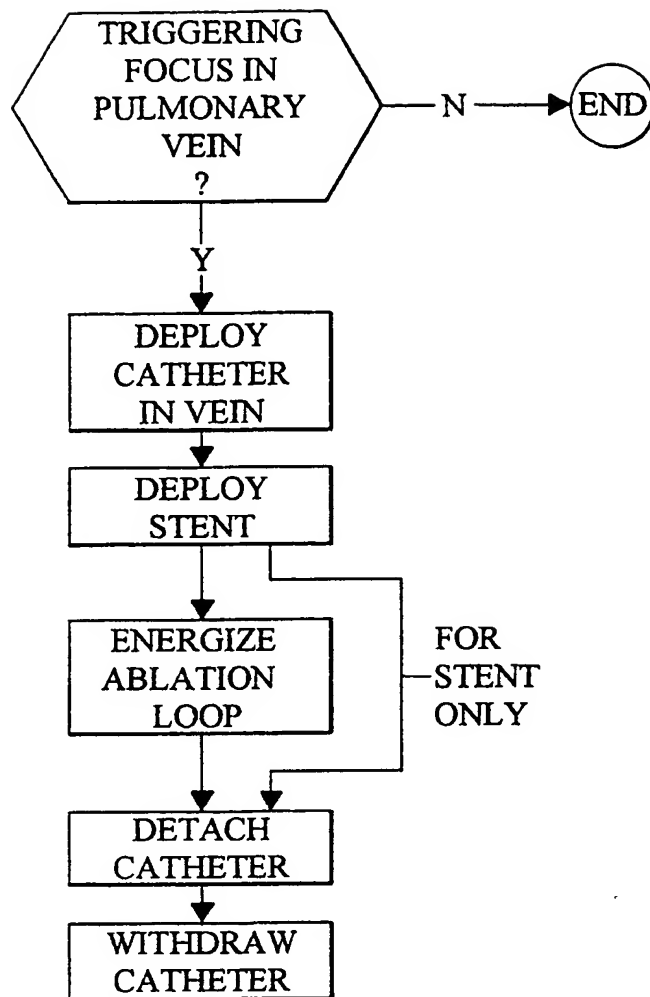 TRIGGERING
FOCUS IN
PULMONARY
VEIN
?
N
END
Y
DEPLOY
CATHETER
IN VEIN
DEPLOY
STENT
ENERGIZE
ABLATION
LOOP
FOR
STENT
ONLY
DETACH
CATHETER
WITHDRAW
CATHETER